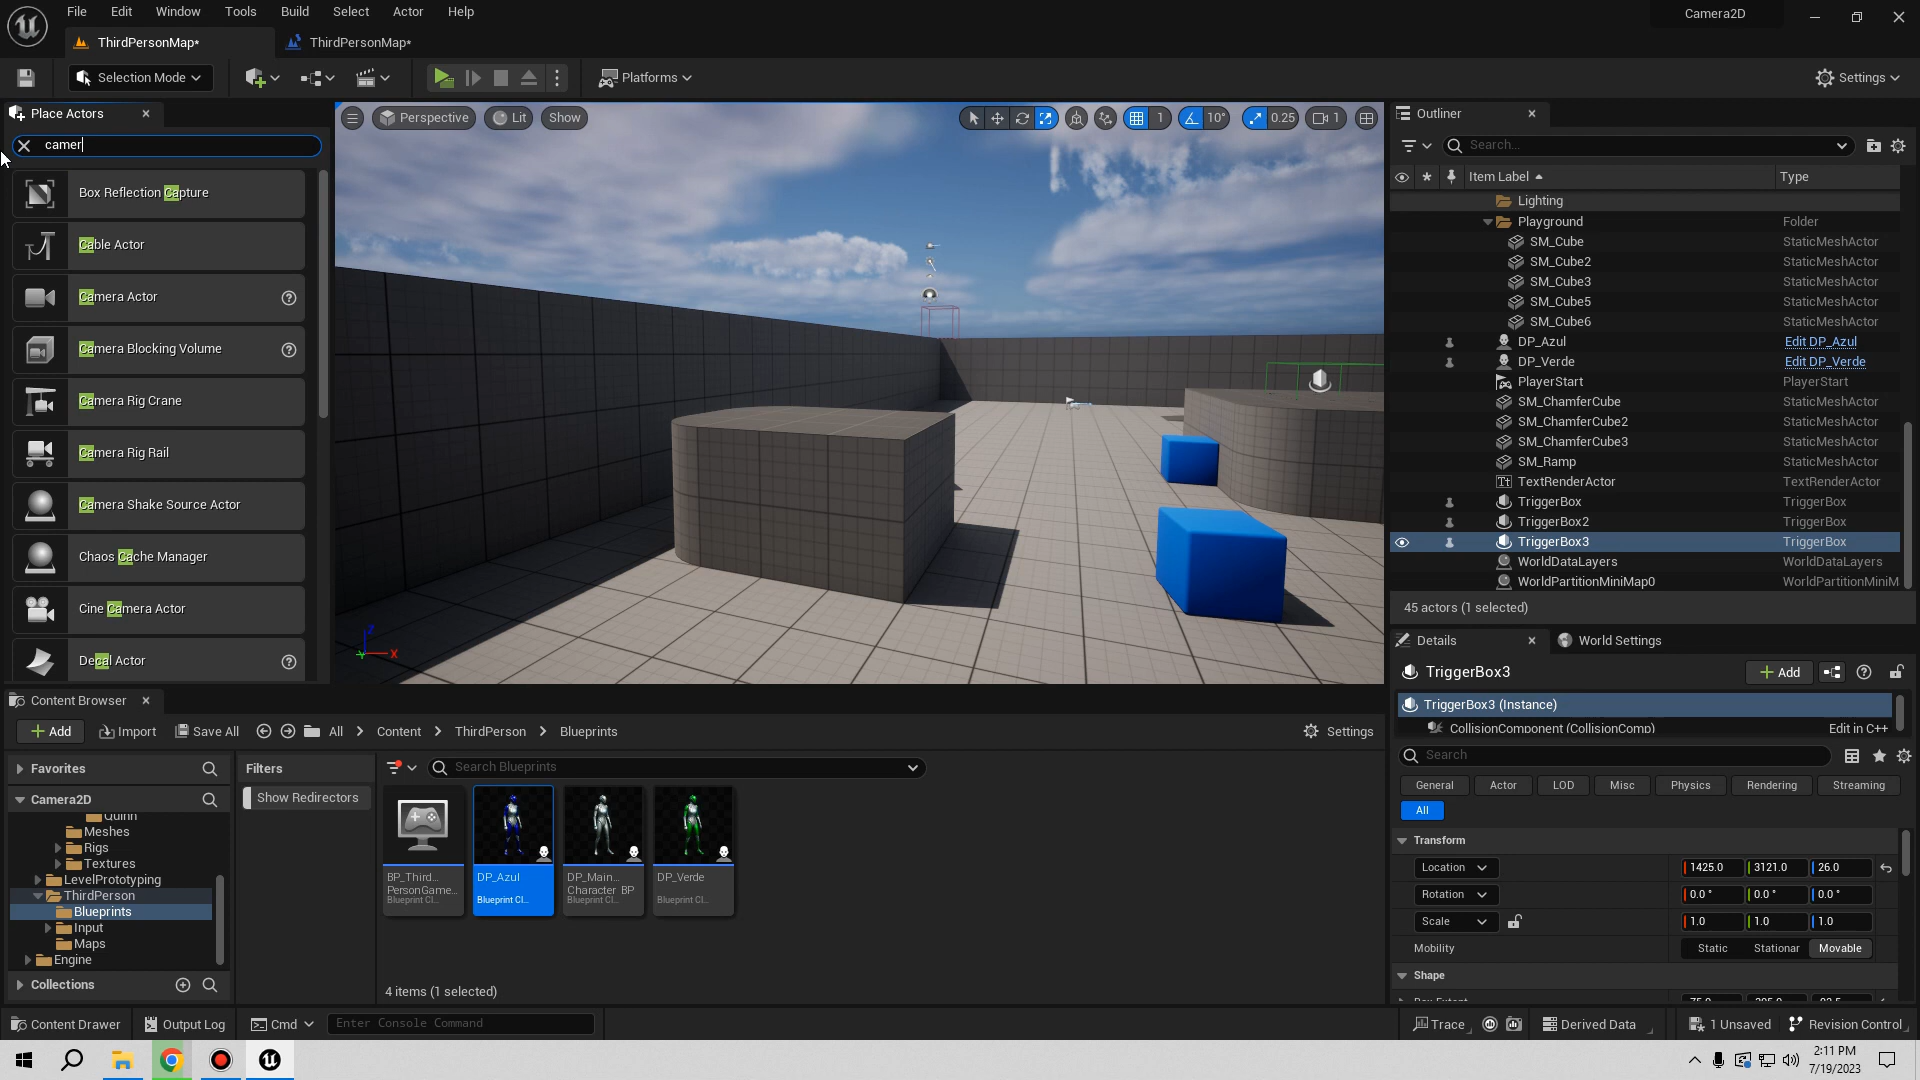 File Edit Window Tools Build Select Actor Help
Camera2D
ThirdPersonMap* ThirdPersonMap*
Selection Mode Platforms Settings
Place Actors
camer
Box Reflection Capture
Cable Actor
Camera Actor
Camera Blocking Volume
Camera Rig Crane
Camera Rig Rail
Camera Shake Source Actor
Chaos Cache Manager
Cine Camera Actor
Decal Actor
Perspective Lit Show
1 10° 0.25 1
Z
X
Outliner
Search...
Item Label Type
Lighting
Playground Folder
SM_Cube StaticMeshActor
SM_Cube2 StaticMeshActor
SM_Cube3 StaticMeshActor
SM_Cube5 StaticMeshActor
SM_Cube6 StaticMeshActor
DP_Azul Edit DP_Azul
DP_Verde Edit DP_Verde
PlayerStart PlayerStart
SM_ChamferCube StaticMeshActor
SM_ChamferCube2 StaticMeshActor
SM_ChamferCube3 StaticMeshActor
SM_Ramp StaticMeshActor
TextRenderActor TextRenderActor
TriggerBox TriggerBox
TriggerBox2 TriggerBox
TriggerBox3 TriggerBox
WorldDataLayers WorldDataLayers
WorldPartitionMiniMap0 WorldPartitionMiniM
45 actors (1 selected)
Details World Settings
TriggerBox3 Add
TriggerBox3 (Instance)
CollisionComponent (CollisionComp) Edit in C++
Search
General Actor LOD Misc Physics Rendering Streaming
All
Transform
Location 1425.0 3121.0 26.0
Rotation 0.0° 0.0° 0.0°
Scale 1.0 1.0 1.0
Mobility Static Stationar Movable
Shape
Content Browser
Add Import Save All All Content ThirdPerson Blueprints Settings
Favorites
Camera2D
Quinn
Meshes
Rigs
Textures
LevelPrototyping
ThirdPerson
Blueprints
Input
Maps
Engine
Collections
Filters
Show Redirectors
Search Blueprints
BP_Third...
PersonGame...
Blueprint Cl...
DP_Azul
Blueprint Cl...
DP_Main...
Character_BP
Blueprint Cl...
DP_Verde
Blueprint Cl...
4 items (1 selected)
Content Drawer Output Log Cmd Enter Console Command
Trace Derived Data 1 Unsaved Revision Control
2:11 PM
7/19/2023